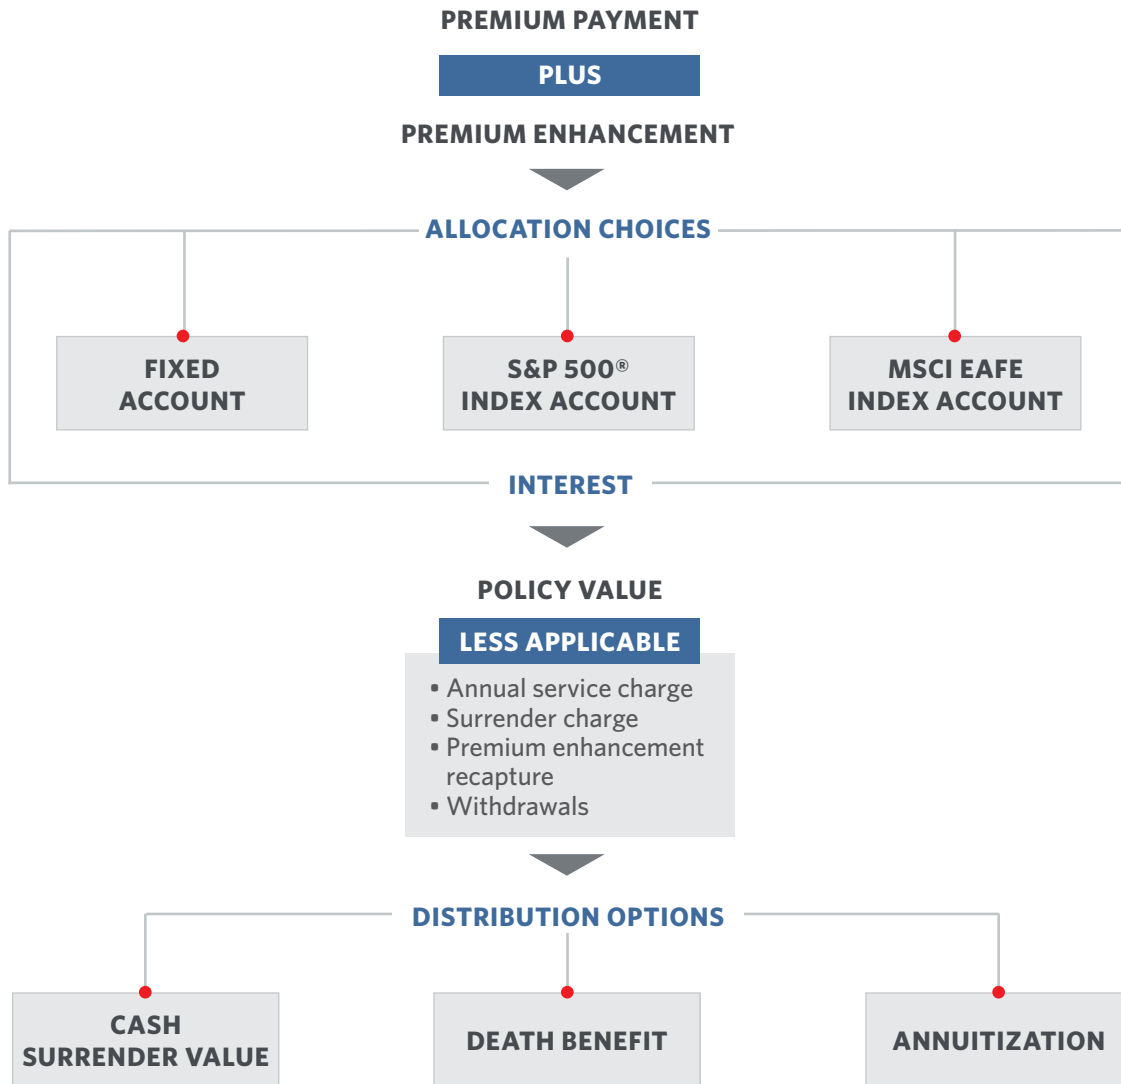 PREMIUM PAYMENT
PLUS
PREMIUM ENHANCEMENT
ALLOCATION CHOICES
FIXED
ACCOUNT
S&P 500®
INDEX ACCOUNT
MSCI EAFE
INDEX ACCOUNT
INTEREST
POLICY VALUE
LESS APPLICABLE
▪ Annual service charge
▪ Surrender charge
▪ Premium enhancement
recapture
▪ Withdrawals
DISTRIBUTION OPTIONS
CASH
SURRENDER VALUE
DEATH BENEFIT
ANNUITIZATION